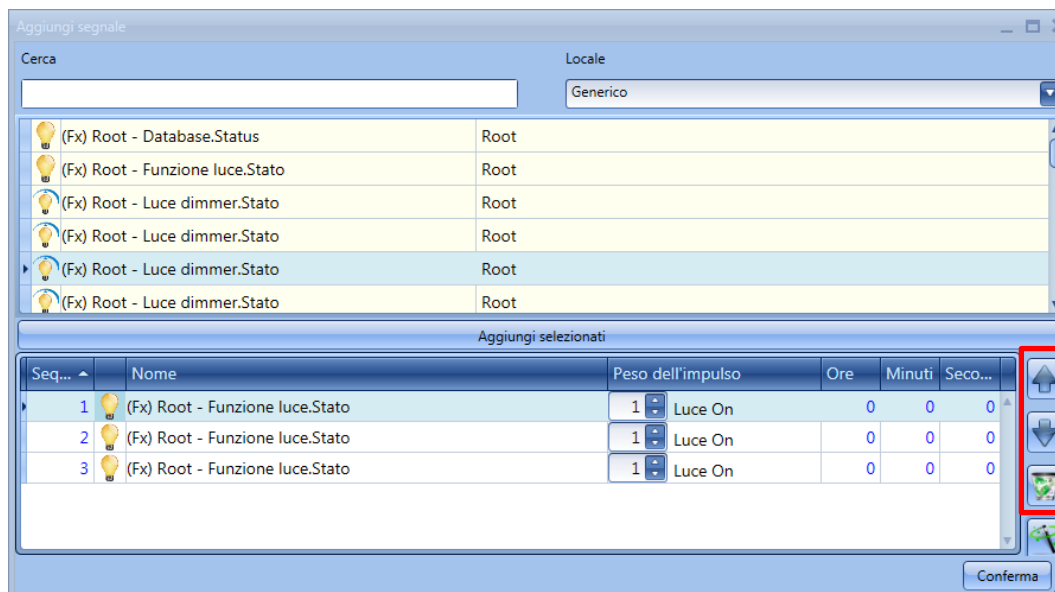 Aggiungi segnale
Cerca Locale
Generico
(Fx) Root - Database.Status Root
(Fx) Root - Funzione luce.Stato Root
(Fx) Root - Luce dimmer.Stato Root
(Fx) Root - Luce dimmer.Stato Root
(Fx) Root - Luce dimmer.Stato Root
(Fx) Root - Luce dimmer.Stato Root
Aggiungi selezionati
Seq... Nome Peso dell'impulso Ore Minuti Seco...
1 (Fx) Root - Funzione luce.Stato 1 Luce On 0 0 0
2 (Fx) Root - Funzione luce.Stato 1 Luce On 0 0 0
3 (Fx) Root - Funzione luce.Stato 1 Luce On 0 0 0
Conferma